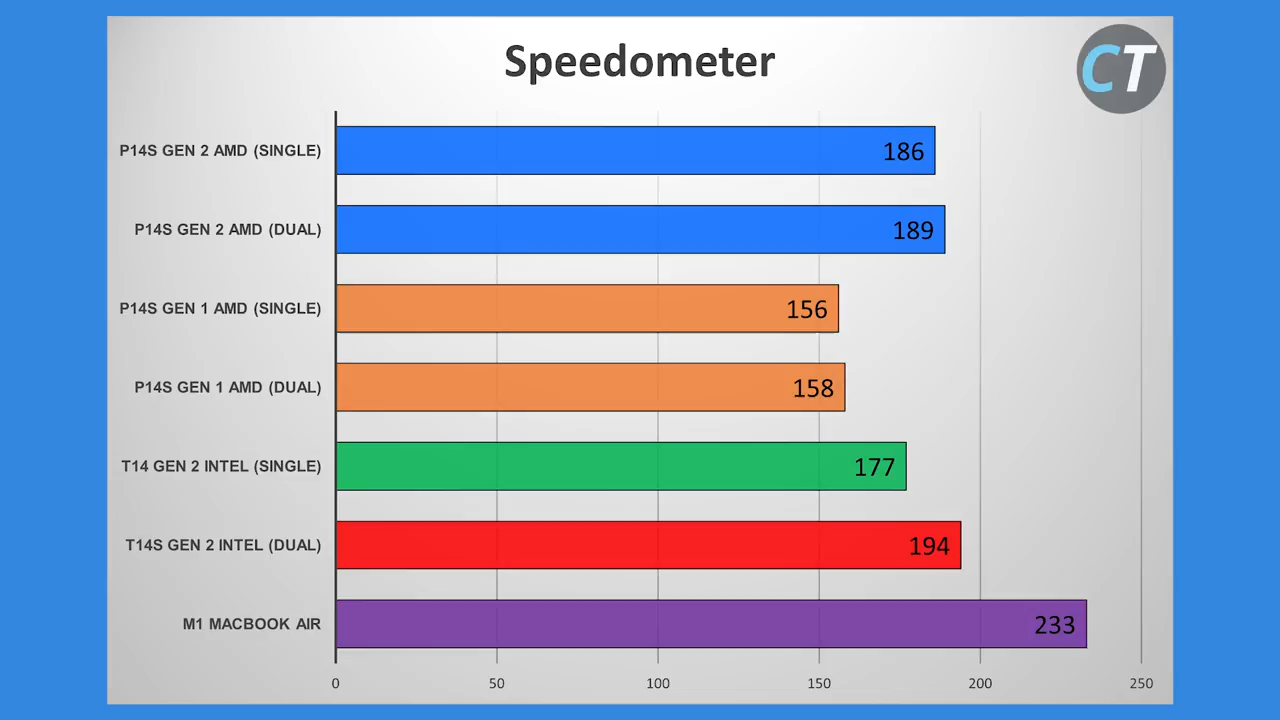 Speedometer
CT
P14S GEN 2 AMD (SINGLE) 186
P14S GEN 2 AMD (DUAL) 189
P14S GEN 1 AMD (SINGLE) 156
P14S GEN 1 AMD (DUAL) 158
T14 GEN 2 INTEL (SINGLE) 177
T14S GEN 2 INTEL (DUAL) 194
M1 MACBOOK AIR 233
0 50 100 150 200 250